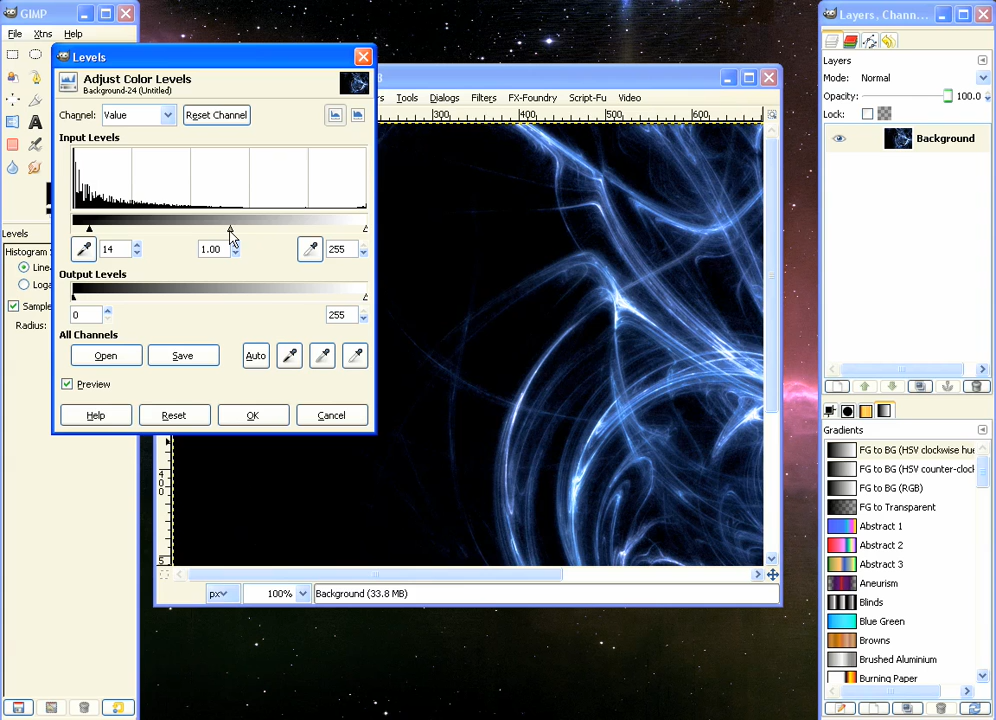 GIMP
File Xtns Help
Levels
Histogram
Line
Loga
Sample
Radius:
Levels
Adjust Color Levels
Background-24 (Untitled)
Channel: Value Reset Channel
Input Levels
14 1.00 255
Output Levels
0 255
All Channels
Open Save Auto
Preview
Help Reset OK Cancel
Tools Dialogs Filters FX-Foundry Script-Fu Video
300 400 500 600
400
5
px 100% Background (33.8 MB)
Layers, Chann...
Layers
Mode: Normal
Opacity: 100.0
Lock:
Background
Gradients
FG to BG (HSV clockwise hue
FG to BG (HSV counter-clock
FG to BG (RGB)
FG to Transparent
Abstract 1
Abstract 2
Abstract 3
Aneurism
Blinds
Blue Green
Browns
Brushed Aluminium
Burning Paper